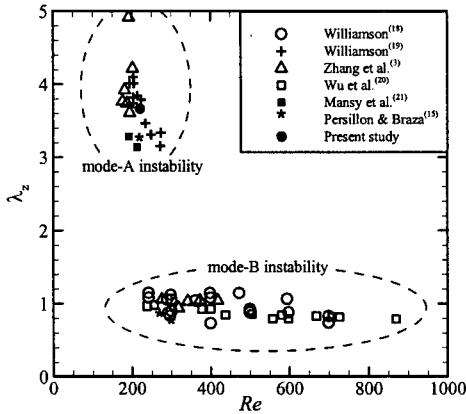 5
4
3
2
1
0
λz
0 200 400 600 800 1000
Re
Williamson(18)
Williamson(19)
Zhang et al.(3)
Wu et al.(20)
Mansy et al.(21)
Persillon & Braza(15)
Present study
mode-A instability
mode-B instability